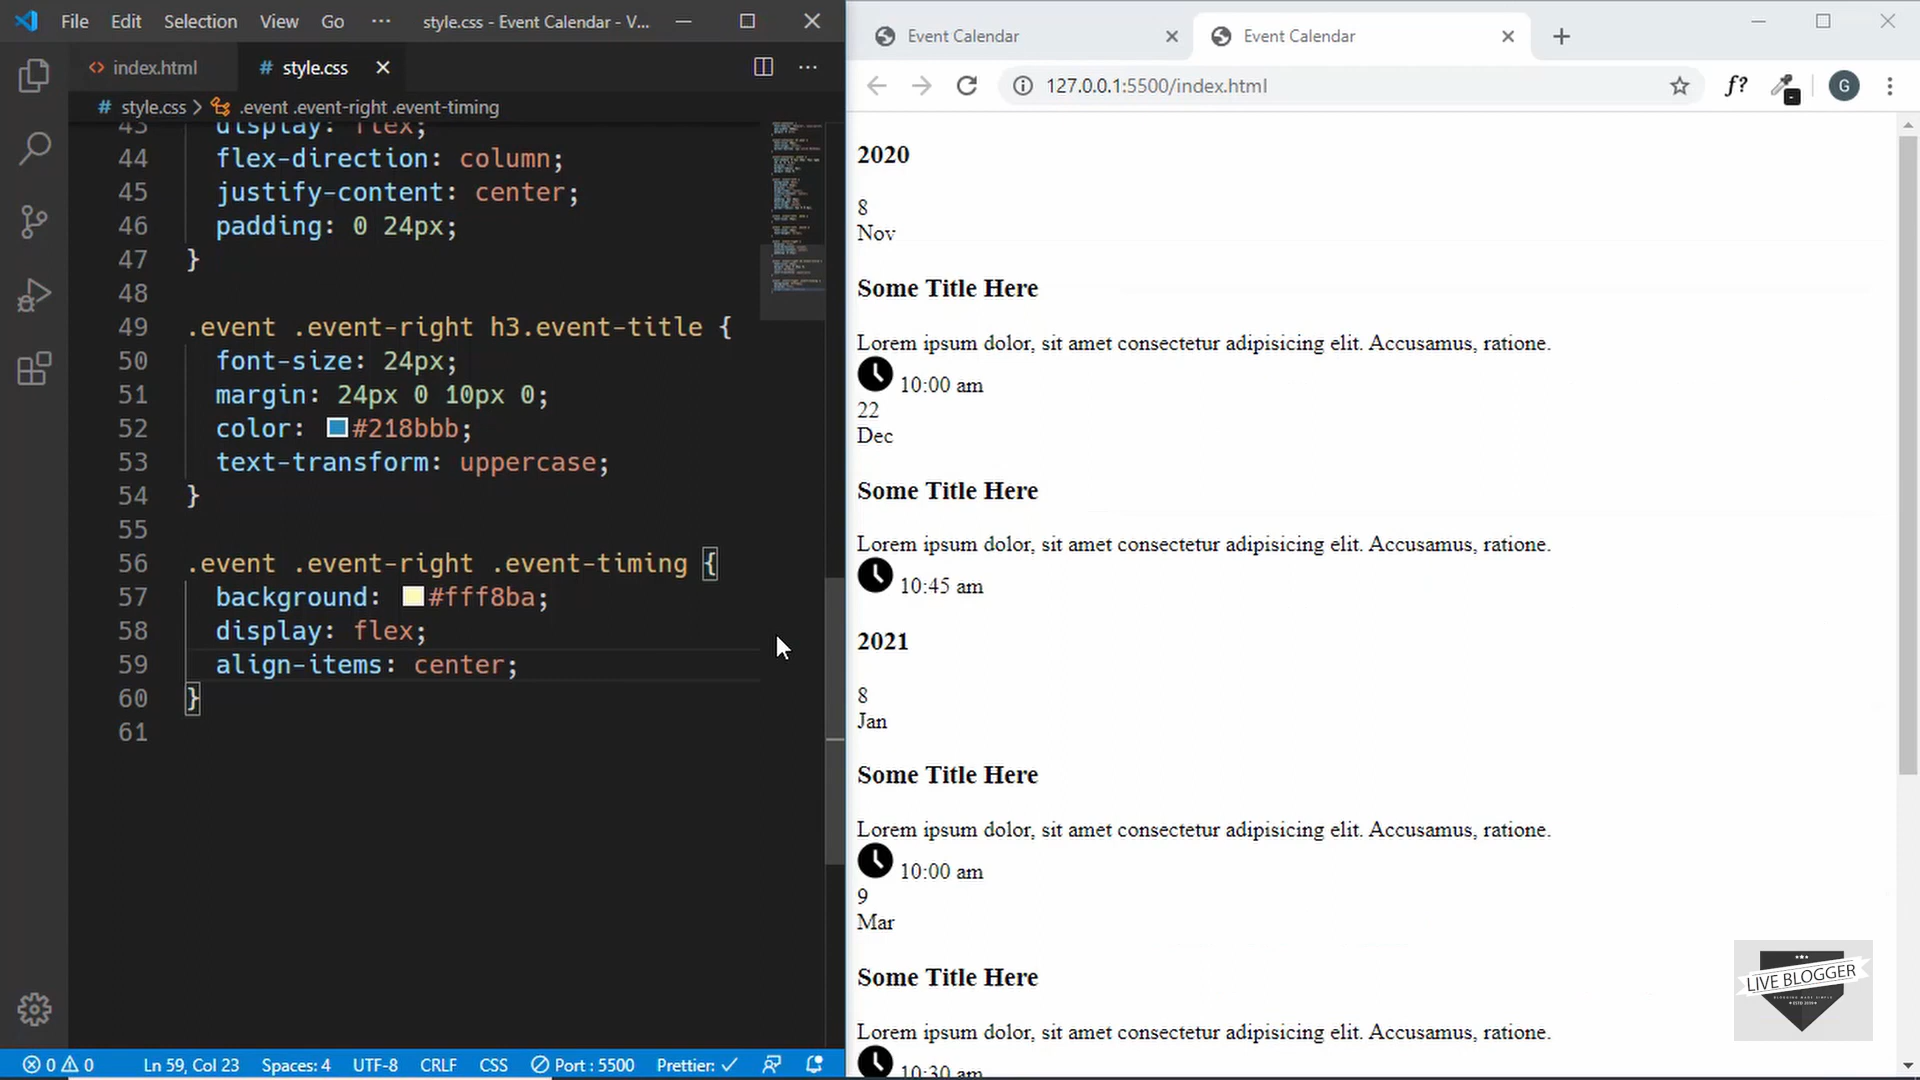 File Edit Selection View Go ··· style.css - Event Calendar - V...
index.html # style.css
# style.css > .event .event-right .event-timing
43 display: flex;
44 flex-direction: column;
45 justify-content: center;
46 padding: 0 24px;
47 }
48
49 .event .event-right h3.event-title {
50 font-size: 24px;
51 margin: 24px 0 10px 0;
52 color: #218bbb;
53 text-transform: uppercase;
54 }
55
56 .event .event-right .event-timing {
57 background: #fff8ba;
58 display: flex;
59 align-items: center;
60 }
61
0 0 Ln 59, Col 23 Spaces: 4 UTF-8 CRLF CSS Port : 5500 Prettier: ✓
Event Calendar Event Calendar
127.0.0.1:5500/index.html f? G
2020
8
Nov
Some Title Here
Lorem ipsum dolor, sit amet consectetur adipisicing elit. Accusamus, ratione.
10:00 am
22
Dec
Some Title Here
Lorem ipsum dolor, sit amet consectetur adipisicing elit. Accusamus, ratione.
10:45 am
2021
8
Jan
Some Title Here
Lorem ipsum dolor, sit amet consectetur adipisicing elit. Accusamus, ratione.
10:00 am
9
Mar
Some Title Here
Lorem ipsum dolor, sit amet consectetur adipisicing elit. Accusamus, ratione.
10:30 am
LIVE BLOGGER